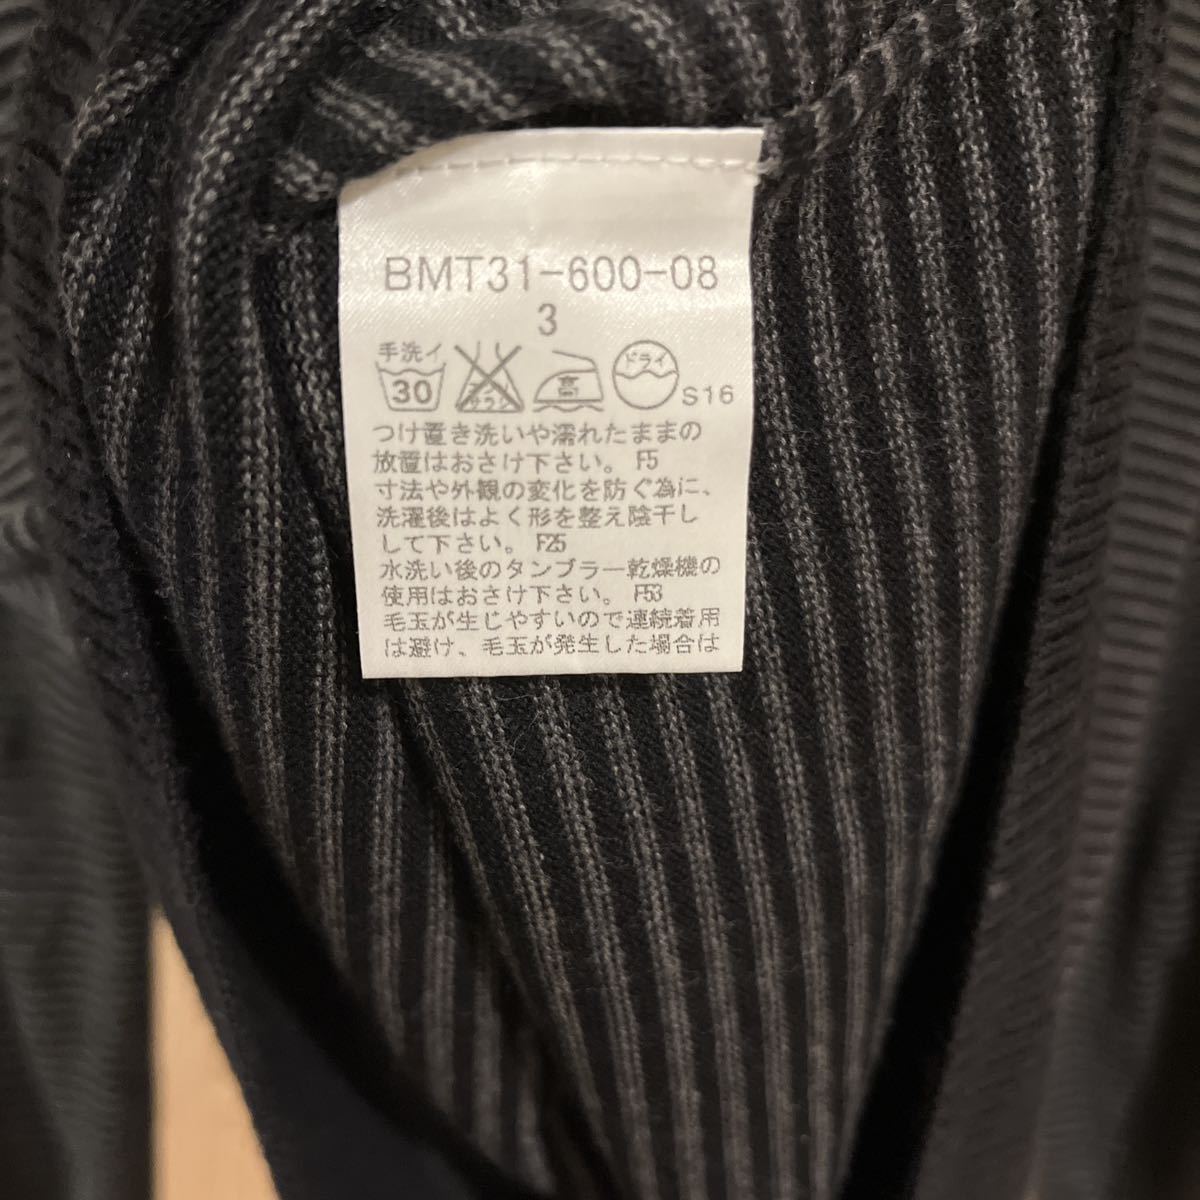 BMT31-600-08
3
手洗イ
30
高
ドライ
S16
つけ置き洗いや濡れたままの
放置はおさけ下さい。 F5
寸法や外観の変化を防ぐ為に、
洗濯後はよく形を整え陰干し
して下さい。 F25
水洗い後のタンブラー乾燥機の
使用はおさけ下さい。 F53
毛玉が生じやすいので連続着用
は避け、毛玉が発生した場合は